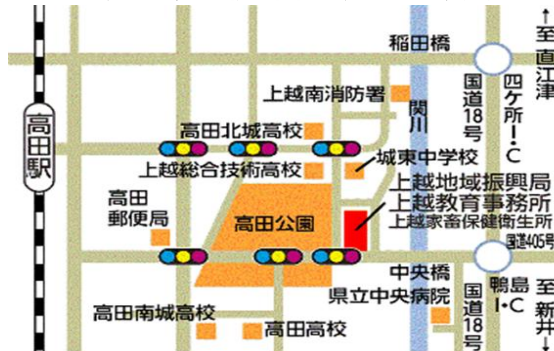 稲田橋
↑至直江津
四ケ所I・C
国道18号
関川
上越南消防署
高田駅
高田北城高校
城東中学校
上越総合技術高校
上越地域振興局
上越教育事務所
上越家畜保健衛生所
高田
郵便局
高田公園
国道405号
中央橋
鴨島I・C
県立中央病院
国道18号
至新井↓
高田南城高校
高田高校